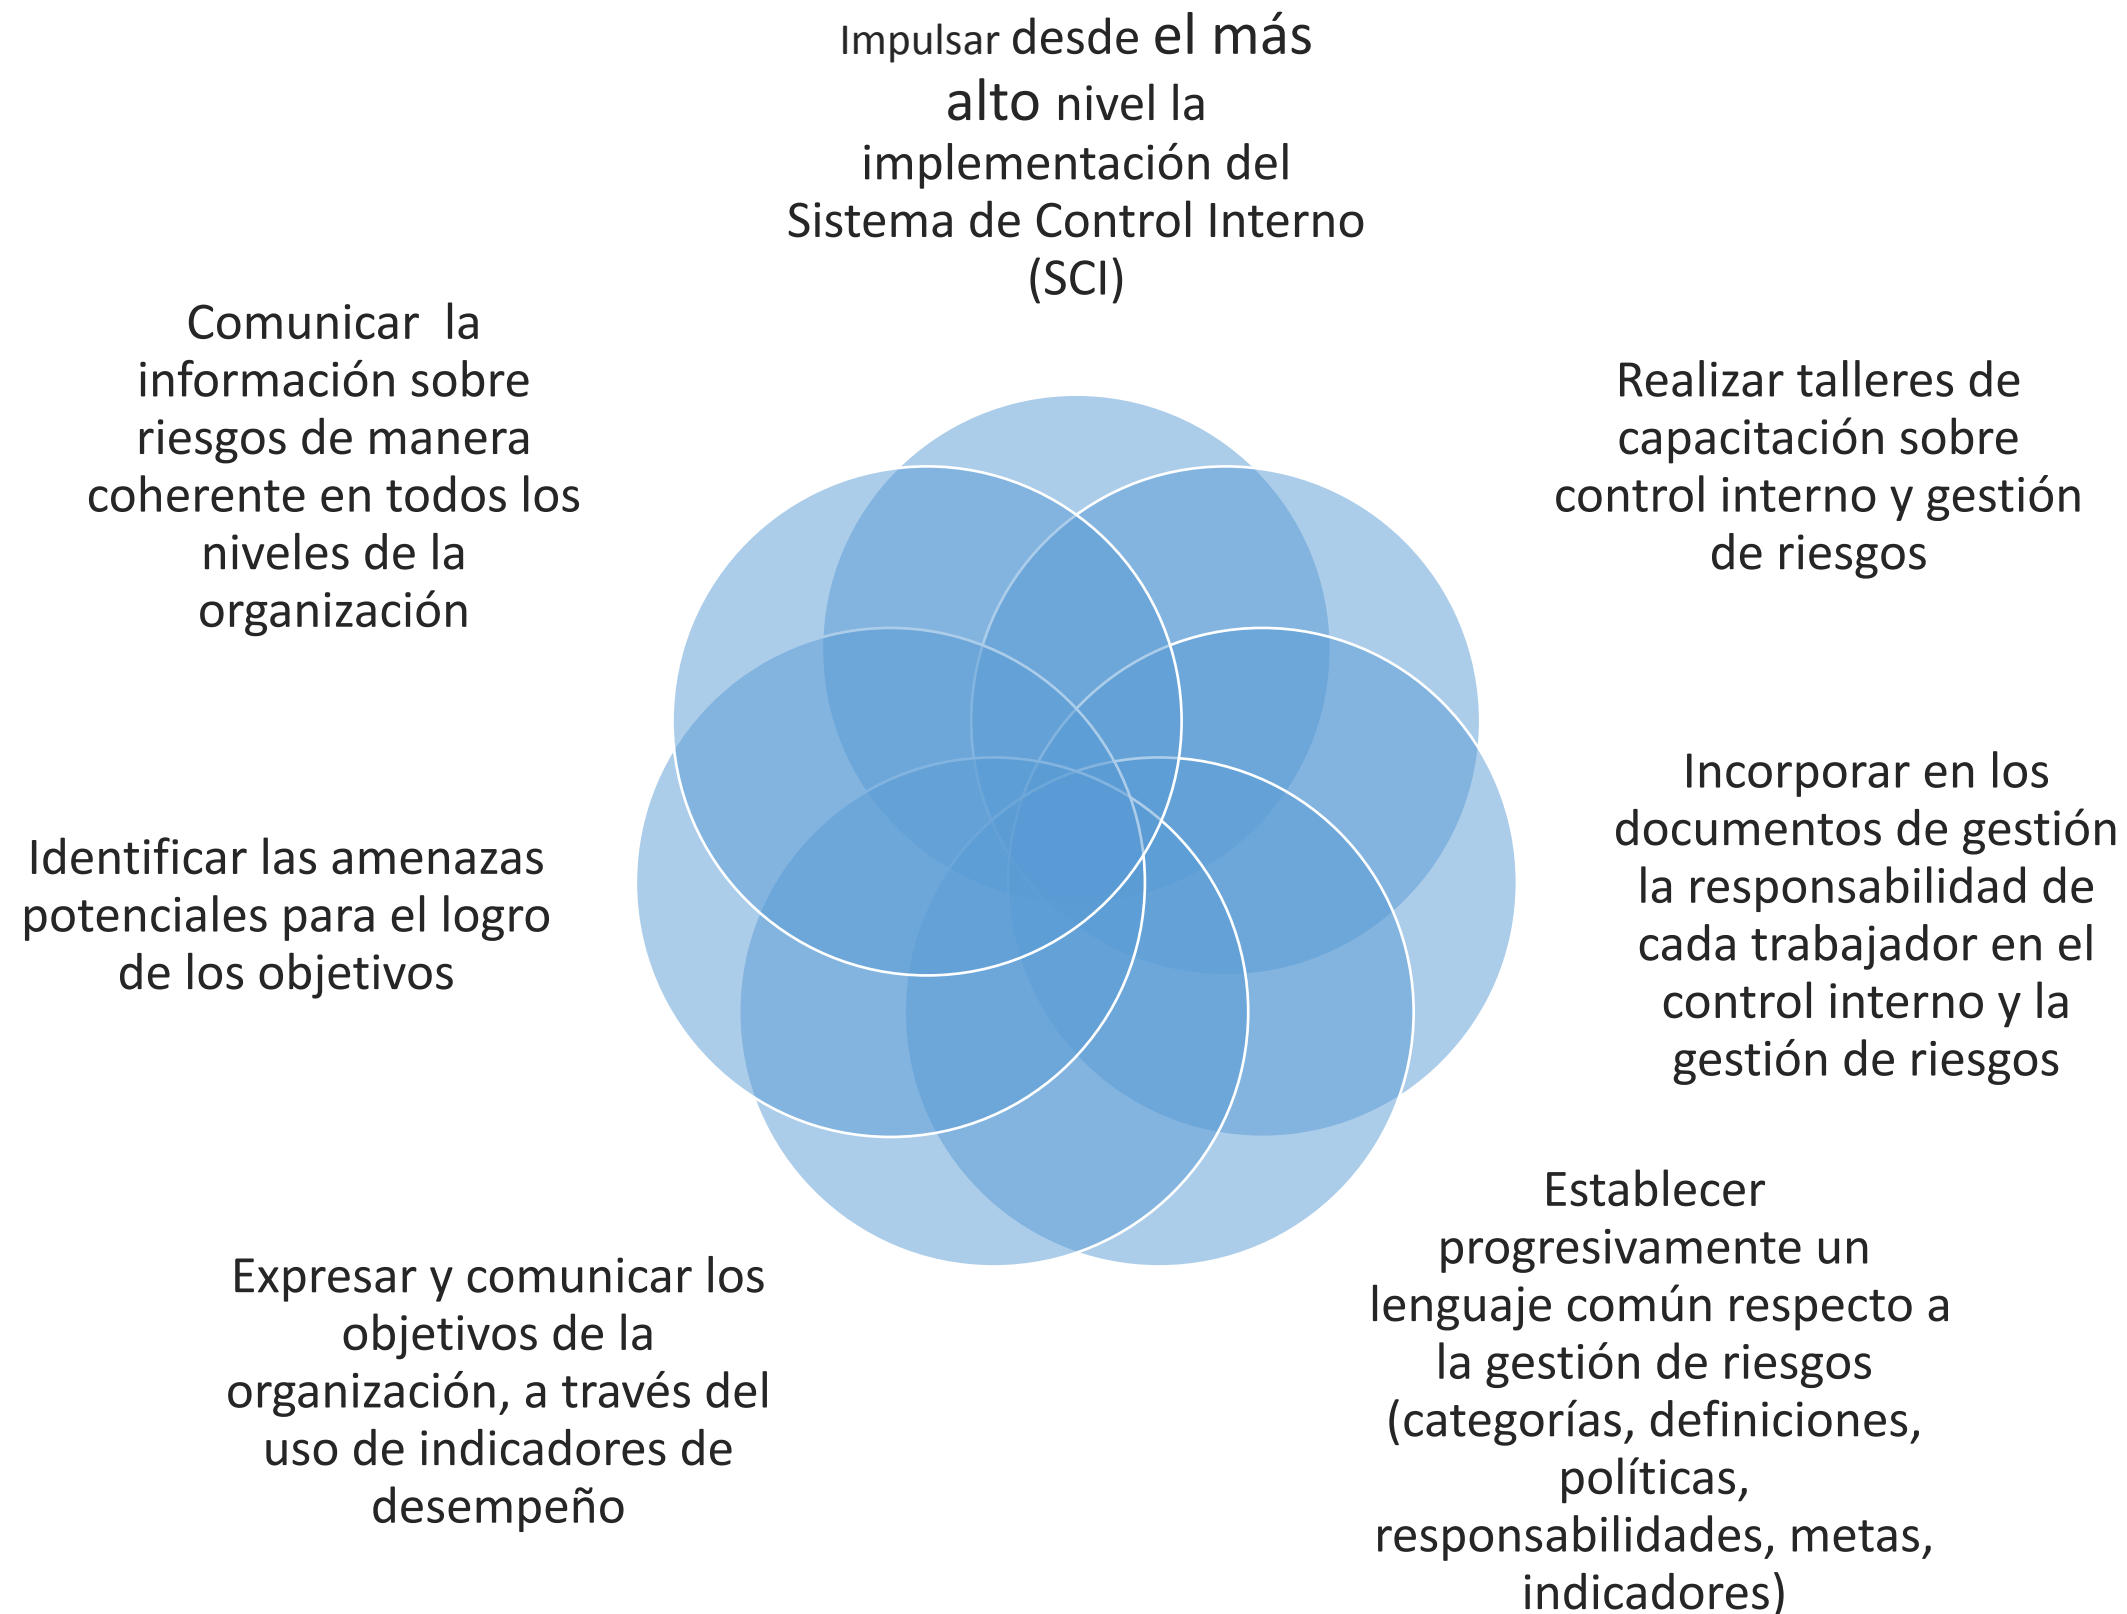 Impulsar desde el más
alto nivel la
implementación del
Sistema de Control Interno
(SCI)
Realizar talleres de
capacitación sobre
control interno y gestión
de riesgos
Incorporar en los
documentos de gestión
la responsabilidad de
cada trabajador en el
control interno y la
gestión de riesgos
Establecer
progresivamente un
lenguaje común respecto a
la gestión de riesgos
(categorías, definiciones,
políticas,
responsabilidades, metas,
indicadores)
Expresar y comunicar los
objetivos de la
organización, a través del
uso de indicadores de
desempeño
Identificar las amenazas
potenciales para el logro
de los objetivos
Comunicar  la
información sobre
riesgos de manera
coherente en todos los
niveles de la
organización